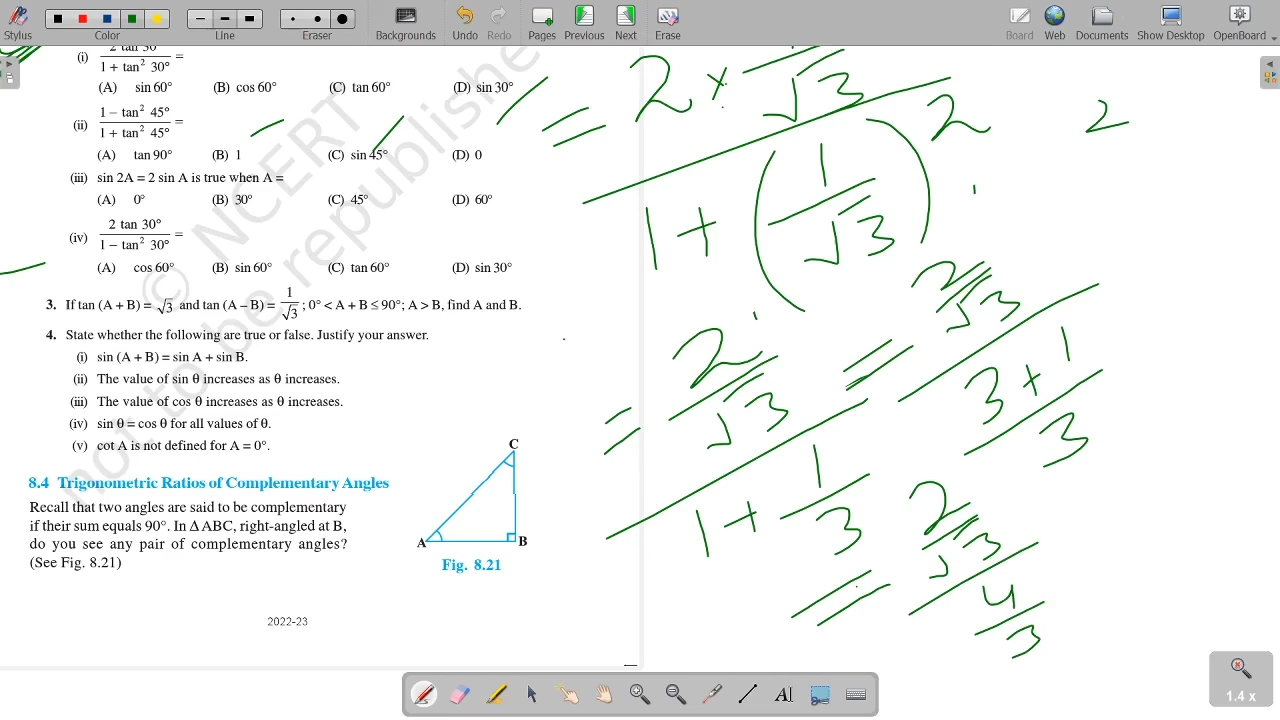 Stylus Color Line Eraser Backgrounds Undo Redo Pages Previous Next Erase Board Web Documents Show Desktop OpenBoard
(i) 2 tan 30° / 1 + tan² 30° =
(A) sin 60° (B) cos 60° (C) tan 60° (D) sin 30°
(ii) 1 – tan² 45° / 1 + tan² 45° =
(A) tan 90° (B) 1 (C) sin 45° (D) 0
(iii) sin 2A = 2 sin A is true when A =
(A) 0° (B) 30° (C) 45° (D) 60°
(iv) 2 tan 30° / 1 – tan² 30° =
(A) cos 60° (B) sin 60° (C) tan 60° (D) sin 30°
3. If tan (A + B) = √3 and tan (A – B) = 1/√3 ; 0° < A + B ≤ 90°; A > B, find A and B.
4. State whether the following are true or false. Justify your answer.
(i) sin (A + B) = sin A + sin B.
(ii) The value of sin θ increases as θ increases.
(iii) The value of cos θ increases as θ increases.
(iv) sin θ = cos θ for all values of θ.
(v) cot A is not defined for A = 0°.
8.4 Trigonometric Ratios of Complementary Angles
Recall that two angles are said to be complementary
if their sum equals 90°. In Δ ABC, right-angled at B,
do you see any pair of complementary angles?
(See Fig. 8.21)
C
A
B
Fig. 8.21
2022-23
© NCERT
not to be republishe
= 2 × /√3 / 1 + (1/√3)²
2
= 2/√3 / 1 + 1/3
= 2/√3 / 3 + 1/3
= 2/√3 / 4/3
1.4 x